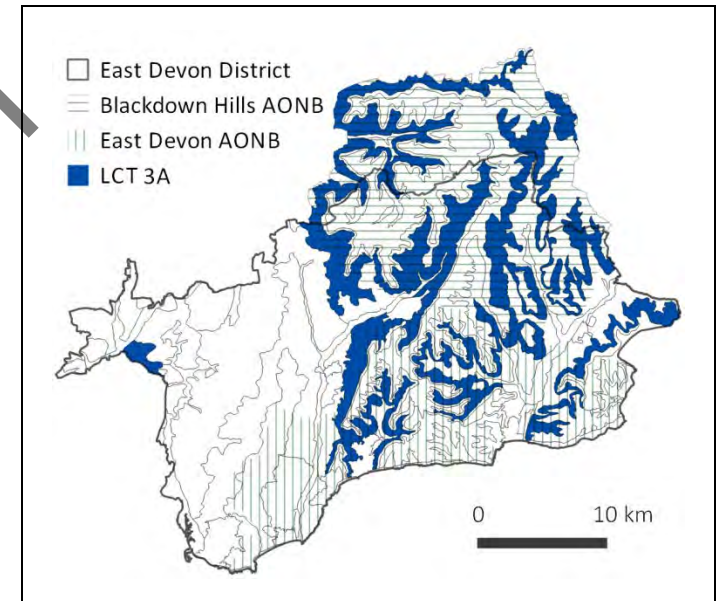 East Devon District
Blackdown Hills AONB
East Devon AONB
LCT 3A
0 10 km